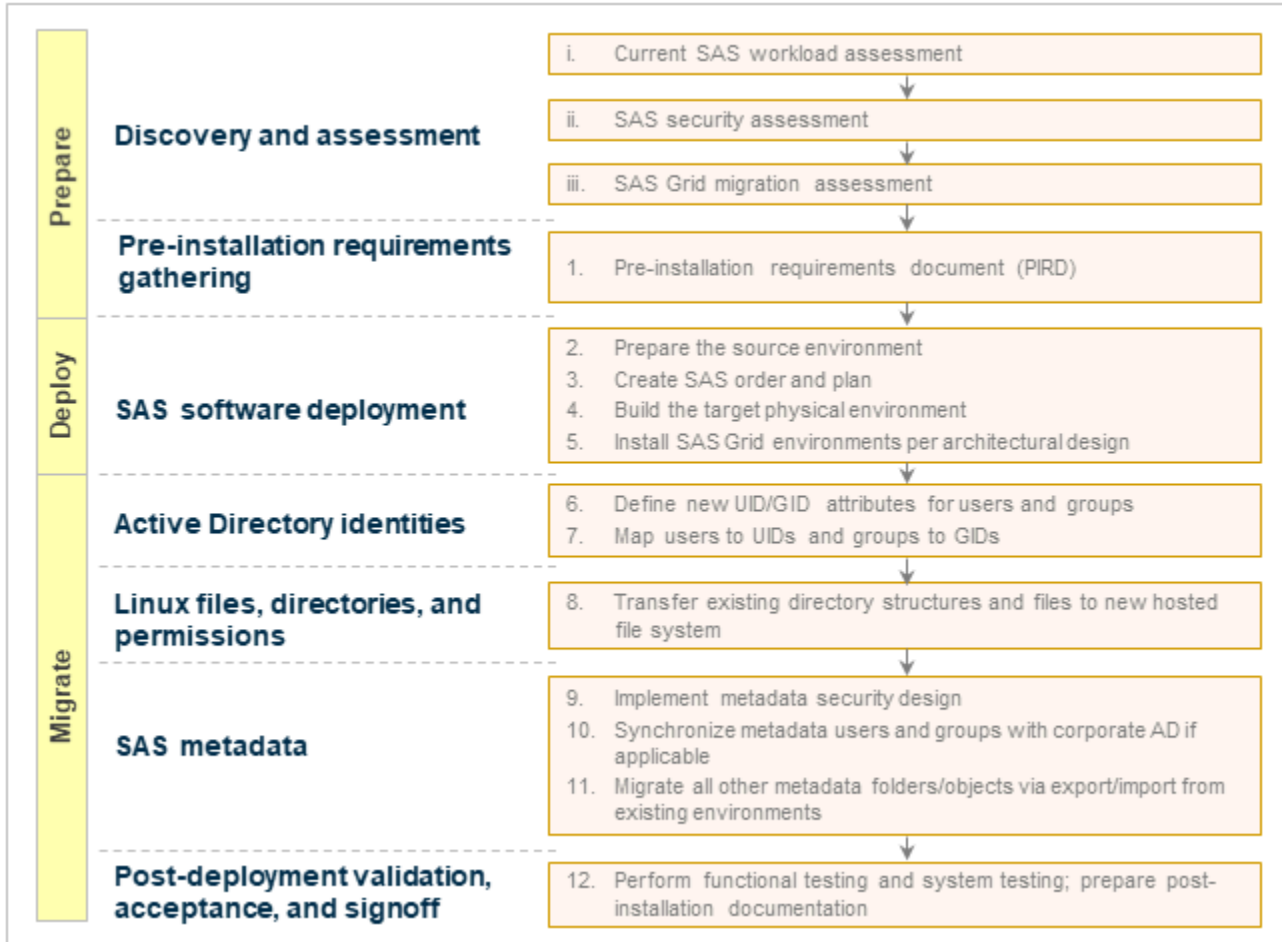 Prepare
Discovery and assessment
i. Current SAS workload assessment
ii. SAS security assessment
iii. SAS Grid migration assessment
Pre-installation requirements
gathering
1. Pre-installation requirements document (PIRD)
Deploy
SAS software deployment
2. Prepare the source environment
3. Create SAS order and plan
4. Build the target physical environment
5. Install SAS Grid environments per architectural design
Migrate
Active Directory identities
6. Define new UID/GID attributes for users and groups
7. Map users to UIDs and groups to GIDs
Linux files, directories, and
permissions
8. Transfer existing directory structures and files to new hosted
file system
SAS metadata
9. Implement metadata security design
10. Synchronize metadata users and groups with corporate AD if
applicable
11. Migrate all other metadata folders/objects via export/import from
existing environments
Post-deployment validation,
acceptance, and signoff
12. Perform functional testing and system testing; prepare post-
installation documentation